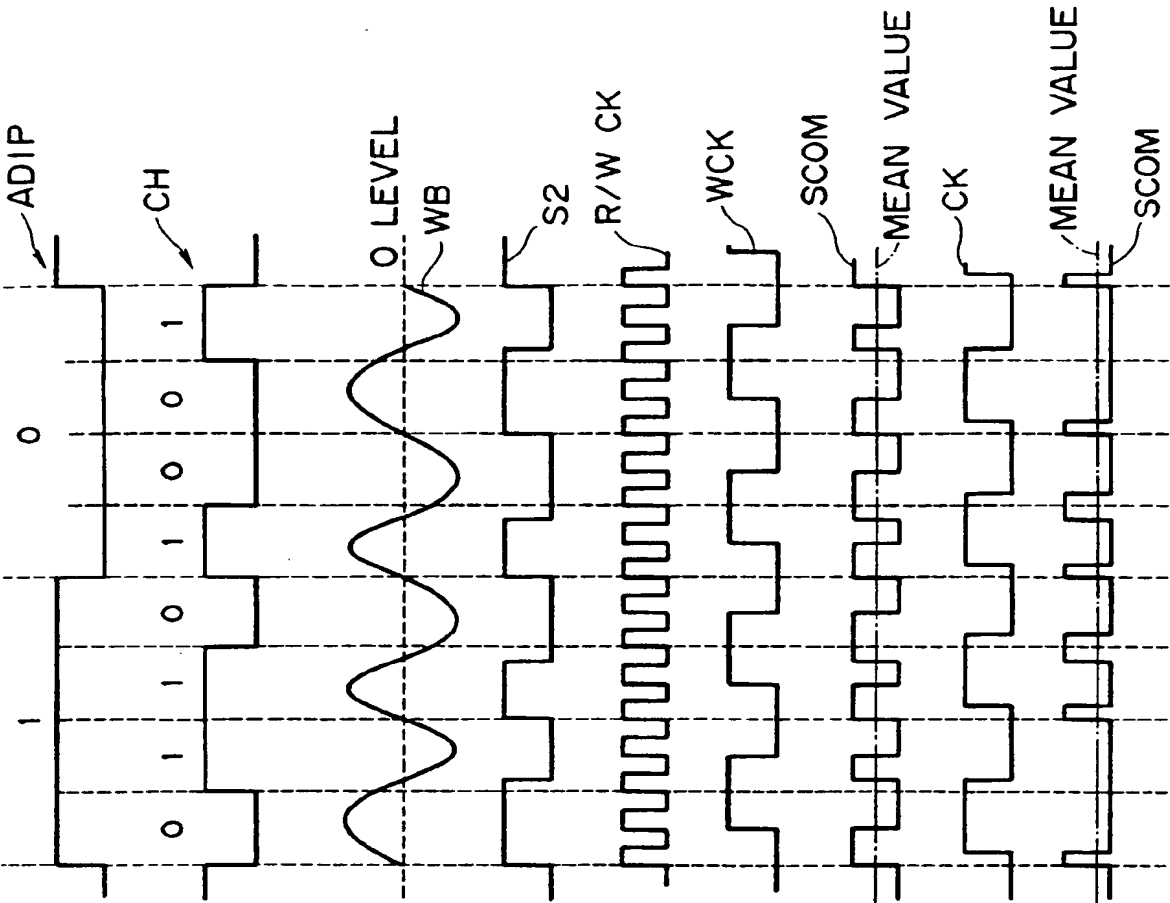 1 0 ADIP
0 1 1 0 1 0 0 1 CH
0 LEVEL
WB
S2
R/W CK
WCK
SCOM
MEAN VALUE
CK
MEAN VALUE
SCOM